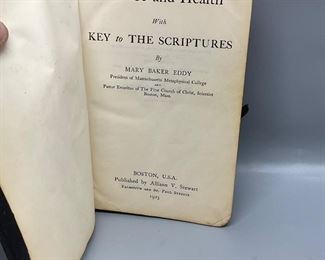 and Health
With
KEY to THE SCRIPTURES
By
MARY BAKER EDDY
President of Massachusetts Metaphysical College
AND
Pastor Emeritus of The First Church of Christ, Scientist
Boston, Mass.
BOSTON, U.S.A.
Published by Allison V. Stewart
FALMOUTH AND ST. PAUL STREETS